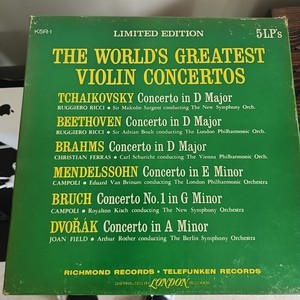 K5R-1
LIMITED EDITION
5 LP's
THE WORLD'S GREATEST
VIOLIN CONCERTOS
TCHAIKOVSKY Concerto in D Major
RUGGIERO RICCI • Sir Malcolm Sargent conducting The New Symphony Orch.
BEETHOVEN Concerto in D Major
RUGGIERO RICCI • Sir Adrian Boult conducting The London Philharmonic Orch.
BRAHMS Concerto in D Major
CHRISTIAN FERRAS • Carl Schuricht conducting The Vienna Philharmonic Orch.
MENDELSSOHN Concerto in E Minor
CAMPOLI • Eduard Van Beinum conducting The London Philharmonic Orchestra
BRUCH Concerto No. 1 in G Minor
CAMPOLI • Royalton Kisch conducting The New Symphony Orchestra
DVOŘÁK Concerto in A Minor
JOAN FIELD • Arthur Rother conducting The Berlin Symphony Orchestra
RICHMOND RECORDS • TELEFUNKEN RECORDS
DISTRIBUTED BY LONDON RECORDS